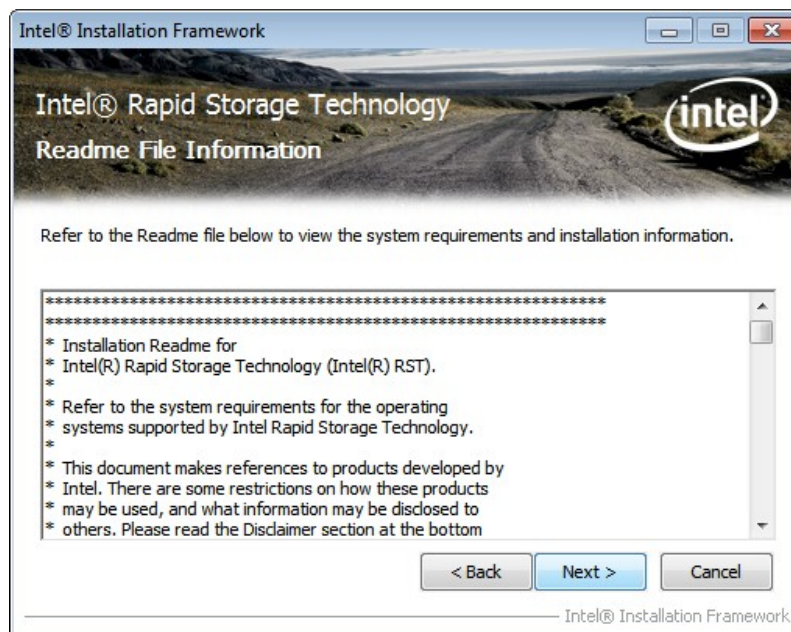 Intel® Installation Framework
Intel® Rapid Storage Technology
intel
Readme File Information
Refer to the Readme file below to view the system requirements and installation information.
*************************************************************
*************************************************************
* Installation Readme for
* Intel(R) Rapid Storage Technology (Intel(R) RST).
*
* Refer to the system requirements for the operating
* systems supported by Intel Rapid Storage Technology.
*
* This document makes references to products developed by
* Intel. There are some restrictions on how these products
* may be used, and what information may be disclosed to
* others. Please read the Disclaimer section at the bottom
< Back Next > Cancel
Intel® Installation Framework